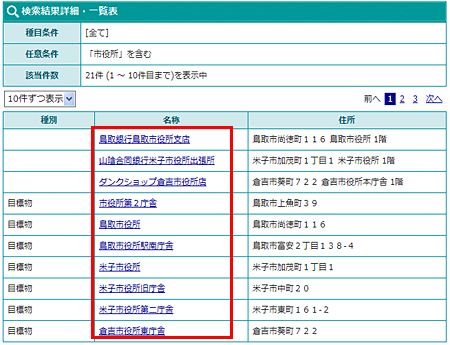 検索結果詳細・一覧表
種目条件 [全て]
任意条件 「市役所」を含む
該当件数 21件 (1 ～ 10件目まで)を表示中
10件ずつ表示 前へ 1 2 3 次へ
種別 名称 住所
鳥取銀行鳥取市役所支店 鳥取市尚徳町１１６ 鳥取市役所 1階
山陰合同銀行米子市役所出張所 米子市加茂町１丁目１ 米子市役所 1階
ダンクショップ倉吉市役所店 倉吉市葵町７２２ 倉吉市役所本庁舎 1階
目標物 市役所第２庁舎 鳥取市上魚町３９
目標物 鳥取市役所 鳥取市尚徳町１１６
目標物 鳥取市役所駅南庁舎 鳥取市富安２丁目１３８-４
目標物 米子市役所 米子市加茂町１丁目１
目標物 米子市役所旧庁舎 米子市中町２０
目標物 米子市役所第二庁舎 米子市東町１６１-２
目標物 倉吉市役所東庁舎 倉吉市葵町７２２